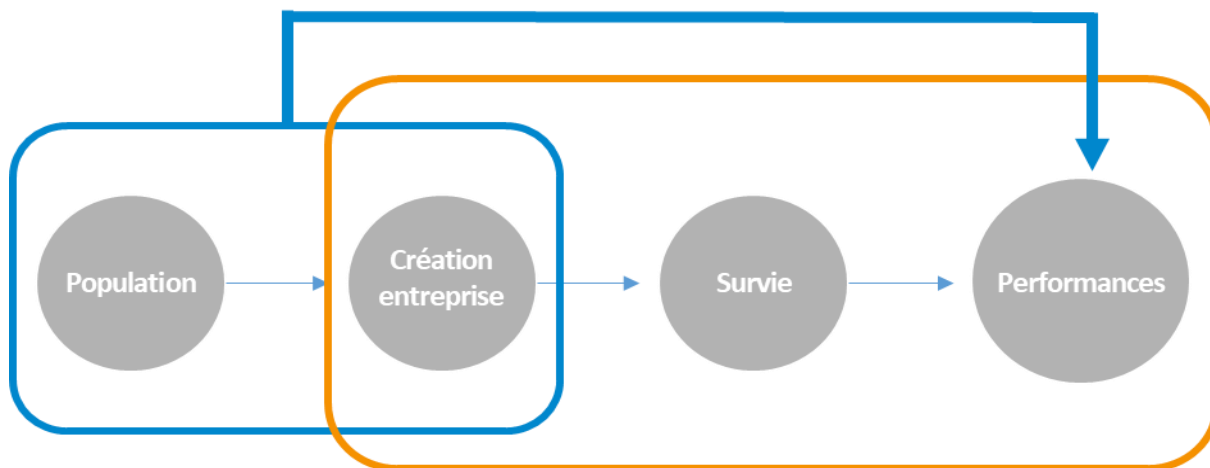 Population
Création
entreprise
Survie
Performances